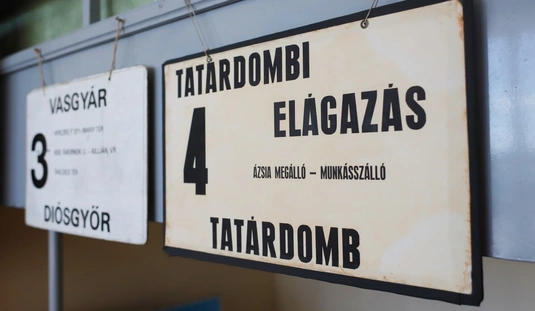 VASGYÁR
3
DIÓSGYŐR
TATÁRDOMBI
4
ELÁGAZÁS
ÁZSIA MEGÁLLÓ – MUNKÁSSZÁLLÓ
TATÁRDOMB